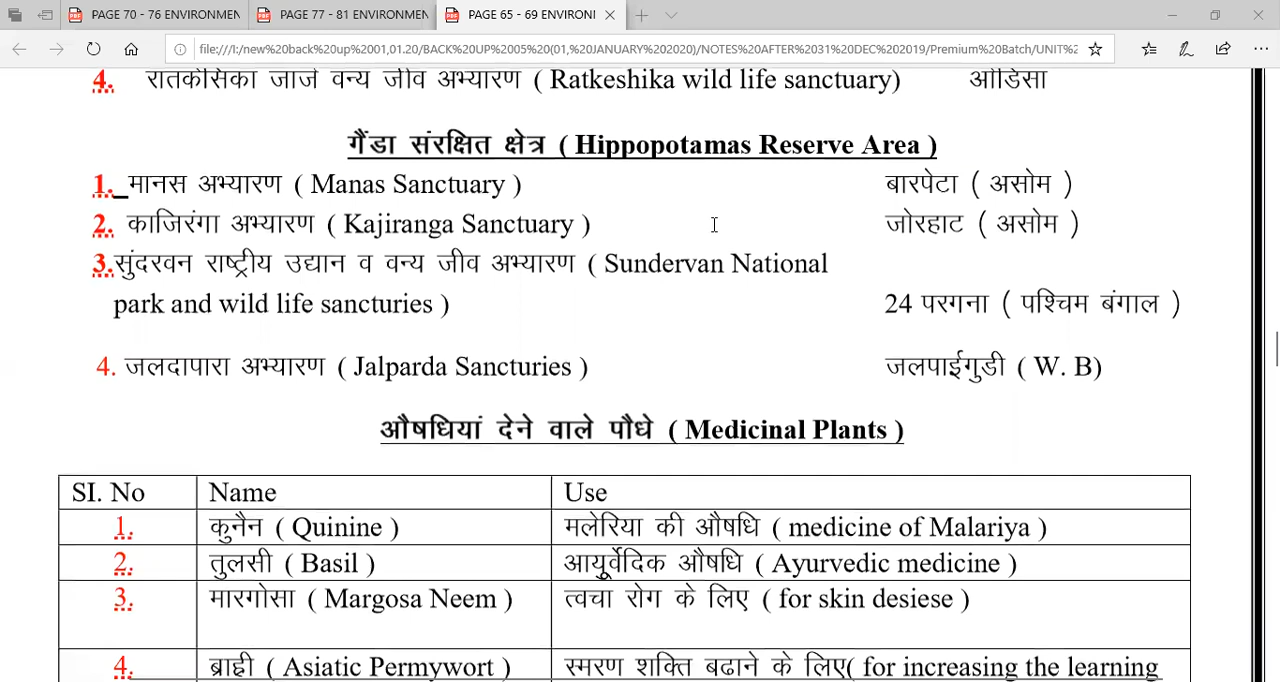 PAGE 70 - 76 ENVIRONMEN PAGE 77 - 81 ENVIRONMEN PAGE 65 - 69 ENVIRONI
file:///I:/new%20back%20up%2001,01.20/BACK%20UP%2005%20(01,%20JANUARY%202020)/NOTES%20AFTER%2031%20DEC%202019/Premium%20Batch/UNIT%2
4. रातकेसिका जार्ज वन्य जीव अभ्यारण ( Ratkeshika wild life sanctuary) ओडिसा
गैंडा संरक्षित क्षेत्र ( Hippopotamas Reserve Area )
1. मानस अभ्यारण ( Manas Sanctuary ) बारपेटा ( असोम )
2. काजिरंगा अभ्यारण ( Kajiranga Sanctuary ) जोरहाट ( असोम )
3.सुंदरवन राष्ट्रीय उद्यान व वन्य जीव अभ्यारण ( Sundervan National
park and wild life sancturies ) 24 परगना ( पश्चिम बंगाल )
4. जलदापारा अभ्यारण ( Jalparda Sancturies ) जलपाईगुडी ( W. B)
औषधियां देने वाले पौधे ( Medicinal Plants )
SI. No Name Use
1. कुनैन ( Quinine ) मलेरिया की औषधि ( medicine of Malariya )
2. तुलसी ( Basil ) आयूर्वेदिक औषधि ( Ayurvedic medicine )
3. मारगोसा ( Margosa Neem ) त्वचा रोग के लिए ( for skin desiese )
4. ब्राह्मी ( Asiatic Permywort ) स्मरण शक्ति बढाने के लिए( for increasing the learning